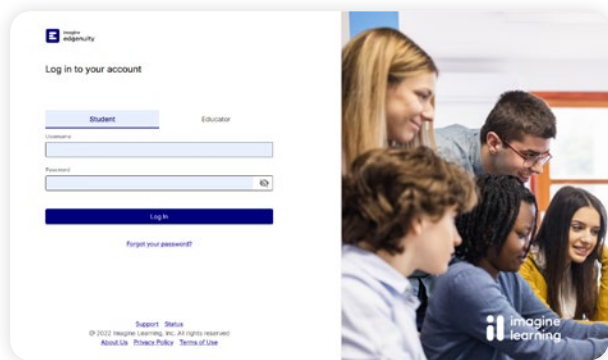 imagine
edgenuity
Log in to your account
Student Educator
Username
Password
Log In
Forgot your password?
Support Status
© 2022 Imagine Learning, Inc. All rights reserved
About Us Privacy Policy Terms of Use
imagine
learning